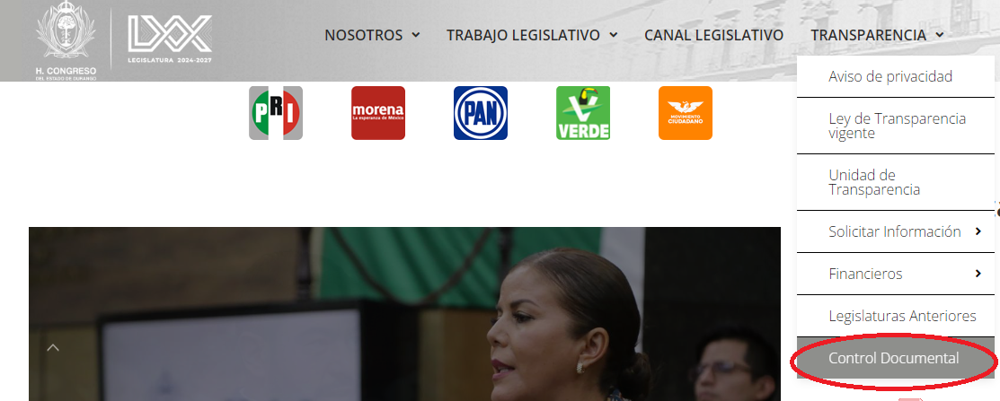 NOSOTROS
TRABAJO LEGISLATIVO
CANAL LEGISLATIVO
TRANSPARENCIA
H. CONGRESO
DEL ESTADO DE DURANGO
LXX
LEGISLATURA 2024-2027
PRI
morena
La esperanza de México
PAN
VERDE
MOVIMIENTO
CIUDADANO
Aviso de privacidad
Ley de Transparencia
vigente
Unidad de
Transparencia
Solicitar Información
Financieros
Legislaturas Anteriores
Control Documental